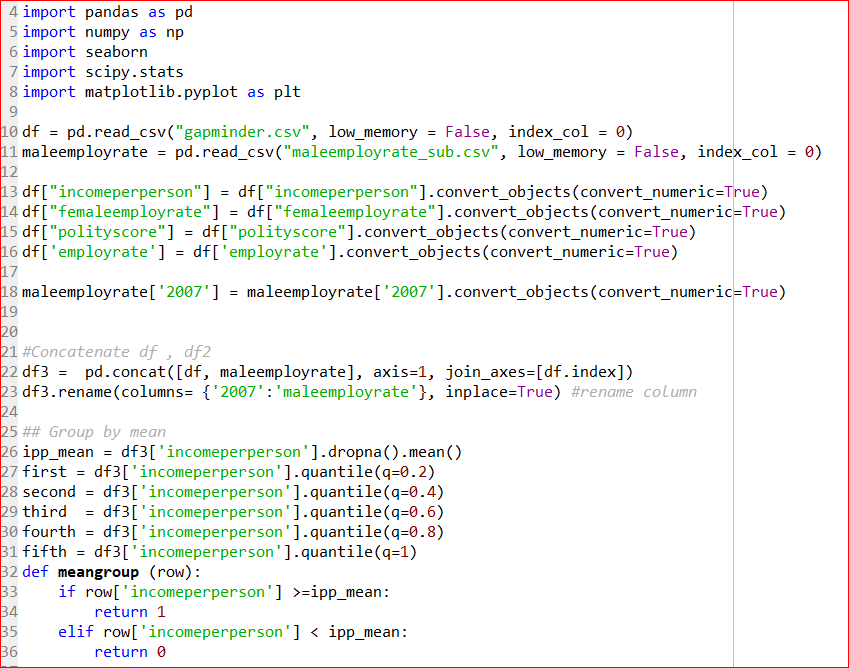 4 import pandas as pd
5 import numpy as np
6 import seaborn
7 import scipy.stats
8 import matplotlib.pyplot as plt
9
10 df = pd.read_csv("gapminder.csv", low_memory = False, index_col = 0)
11 maleemployrate = pd.read_csv("maleemployrate_sub.csv", low_memory = False, index_col = 0)
12
13 df["incomeperperson"] = df["incomeperperson"].convert_objects(convert_numeric=True)
14 df["femaleemployrate"] = df["femaleemployrate"].convert_objects(convert_numeric=True)
15 df["polityscore"] = df["polityscore"].convert_objects(convert_numeric=True)
16 df['employrate'] = df['employrate'].convert_objects(convert_numeric=True)
17
18 maleemployrate['2007'] = maleemployrate['2007'].convert_objects(convert_numeric=True)
19
20
21 #Concatenate df , df2
22 df3 =  pd.concat([df, maleemployrate], axis=1, join_axes=[df.index])
23 df3.rename(columns= {'2007':'maleemployrate'}, inplace=True) #rename column
24
25 ## Group by mean
26 ipp_mean = df3['incomeperperson'].dropna().mean()
27 first = df3['incomeperperson'].quantile(q=0.2)
28 second = df3['incomeperperson'].quantile(q=0.4)
29 third  = df3['incomeperperson'].quantile(q=0.6)
30 fourth = df3['incomeperperson'].quantile(q=0.8)
31 fifth = df3['incomeperperson'].quantile(q=1)
32 def meangroup (row):
33     if row['incomeperperson'] >=ipp_mean:
34         return 1
35     elif row['incomeperperson'] < ipp_mean:
36         return 0